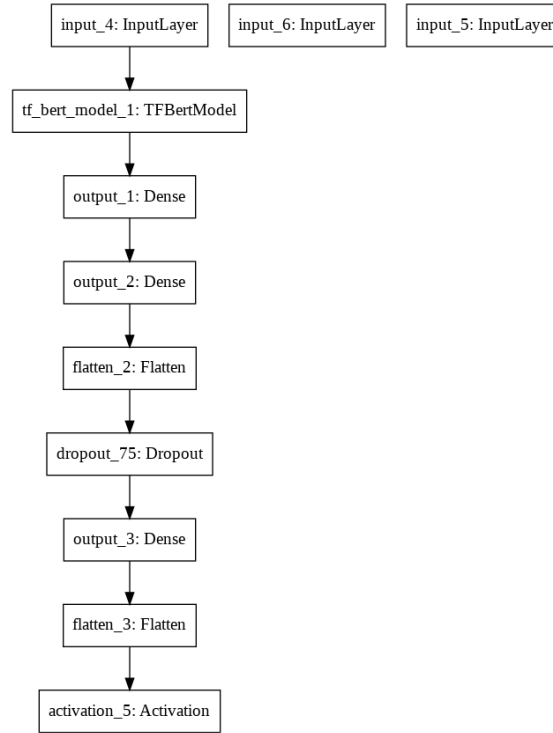 input_4: InputLayer
input_6: InputLayer
input_5: InputLayer
tf_bert_model_1: TFBertModel
output_1: Dense
output_2: Dense
flatten_2: Flatten
dropout_75: Dropout
output_3: Dense
flatten_3: Flatten
activation_5: Activation